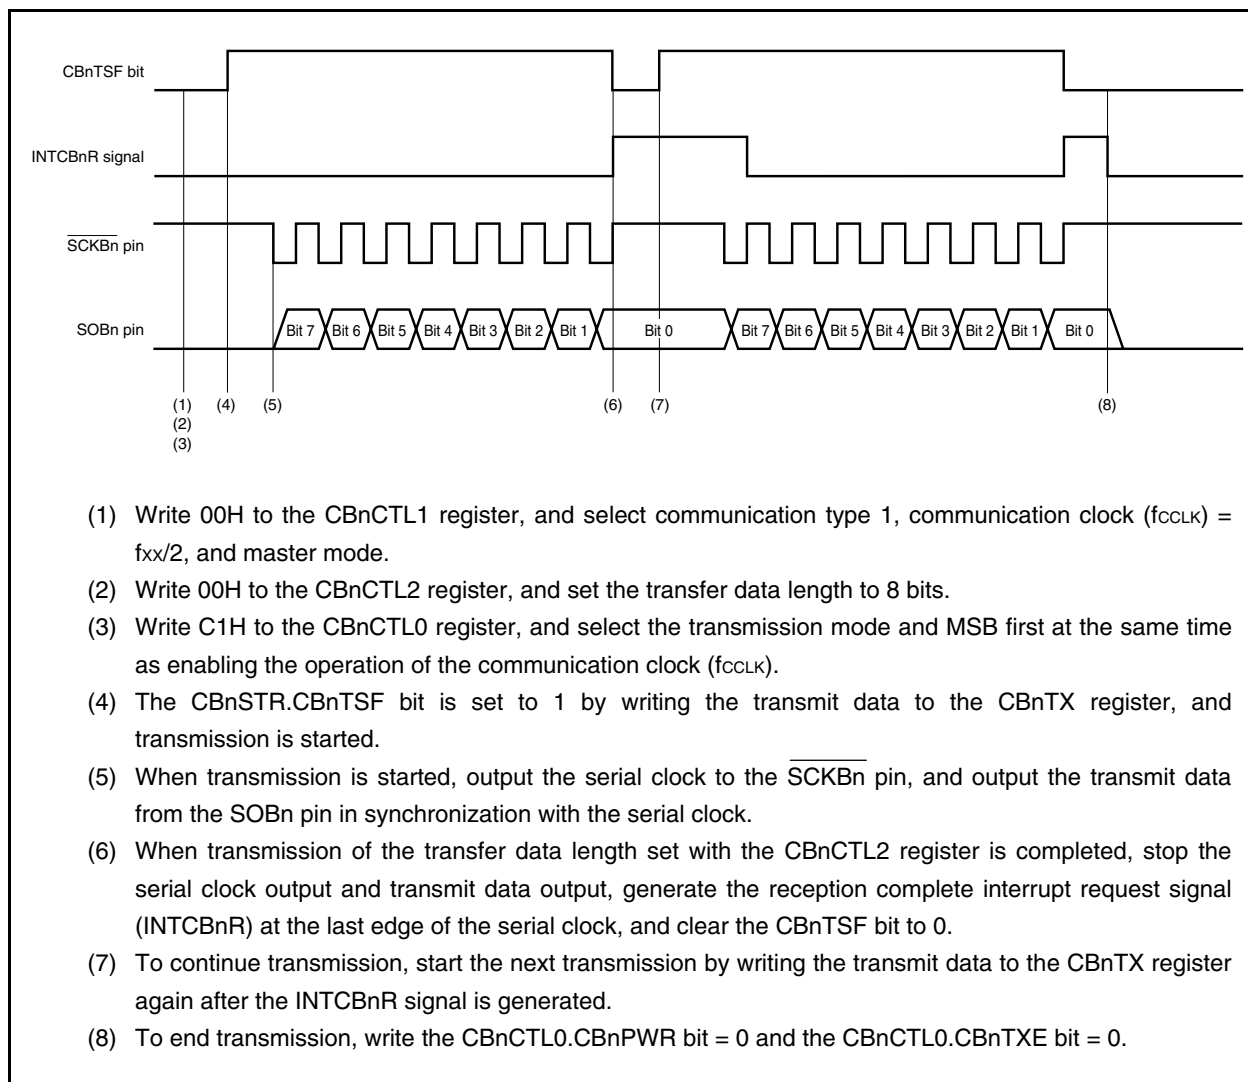 CBnTSF bit
INTCBnR signal
SCKBn pin
SOBn pin
Bit 7 Bit 6 Bit 5 Bit 4 Bit 3 Bit 2 Bit 1 Bit 0 Bit 7 Bit 6 Bit 5 Bit 4 Bit 3 Bit 2 Bit 1 Bit 0
(1) (4) (5) (6) (7) (8)
(2)
(3)
(1) Write 00H to the CBnCTL1 register, and select communication type 1, communication clock (fCCLK) =
fXX/2, and master mode.
(2) Write 00H to the CBnCTL2 register, and set the transfer data length to 8 bits.
(3) Write C1H to the CBnCTL0 register, and select the transmission mode and MSB first at the same time
as enabling the operation of the communication clock (fCCLK).
(4) The CBnSTR.CBnTSF bit is set to 1 by writing the transmit data to the CBnTX register, and
transmission is started.
(5) When transmission is started, output the serial clock to the SCKBn pin, and output the transmit data
from the SOBn pin in synchronization with the serial clock.
(6) When transmission of the transfer data length set with the CBnCTL2 register is completed, stop the
serial clock output and transmit data output, generate the reception complete interrupt request signal
(INTCBnR) at the last edge of the serial clock, and clear the CBnTSF bit to 0.
(7) To continue transmission, start the next transmission by writing the transmit data to the CBnTX register
again after the INTCBnR signal is generated.
(8) To end transmission, write the CBnCTL0.CBnPWR bit = 0 and the CBnCTL0.CBnTXE bit = 0.